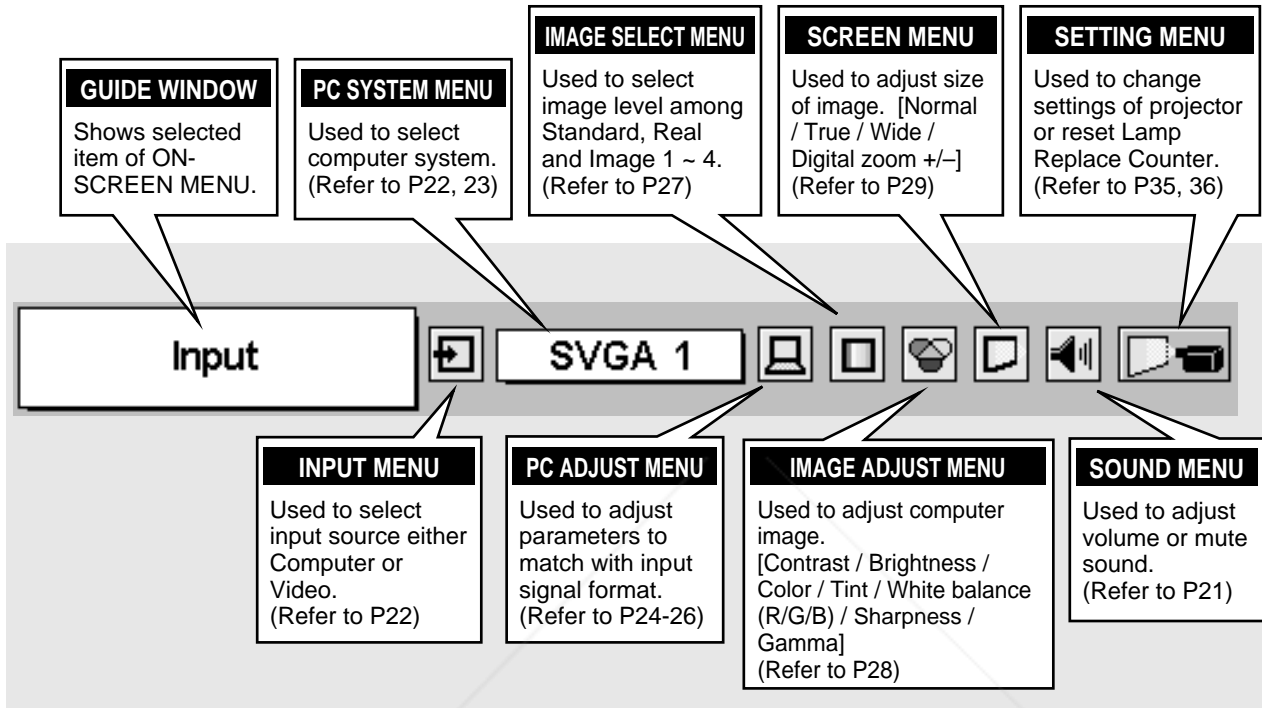 GUIDE WINDOW
Shows selected
item of ON-
SCREEN MENU.
PC SYSTEM MENU
Used to select
computer system.
(Refer to P22, 23)
IMAGE SELECT MENU
Used to select
image level among
Standard, Real
and Image 1 ~ 4.
(Refer to P27)
SCREEN MENU
Used to adjust size
of image.  [Normal
/ True / Wide /
Digital zoom +/–]
(Refer to P29)
SETTING MENU
Used to change
settings of projector
or reset Lamp
Replace Counter.
(Refer to P35, 36)
Input
SVGA 1
INPUT MENU
Used to select
input source either
Computer or
Video.
(Refer to P22)
PC ADJUST MENU
Used to adjust
parameters to
match with input
signal format.
(Refer to P24-26)
IMAGE ADJUST MENU
Used to adjust computer
image.
[Contrast / Brightness /
Color / Tint / White balance
(R/G/B) / Sharpness /
Gamma]
(Refer to P28)
SOUND MENU
Used to adjust
volume or mute
sound.
(Refer to P21)